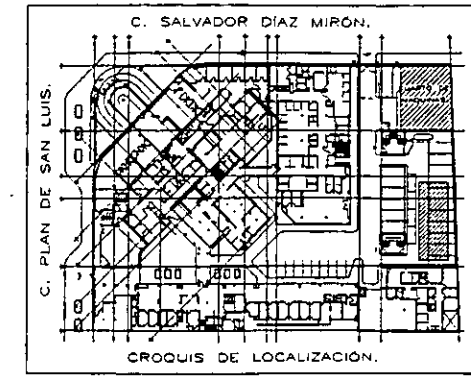 C. SALVADOR DÍAZ MIRÓN.
C. PLAN DE SAN LUIS.
CROQUIS DE LOCALIZACIÓN.